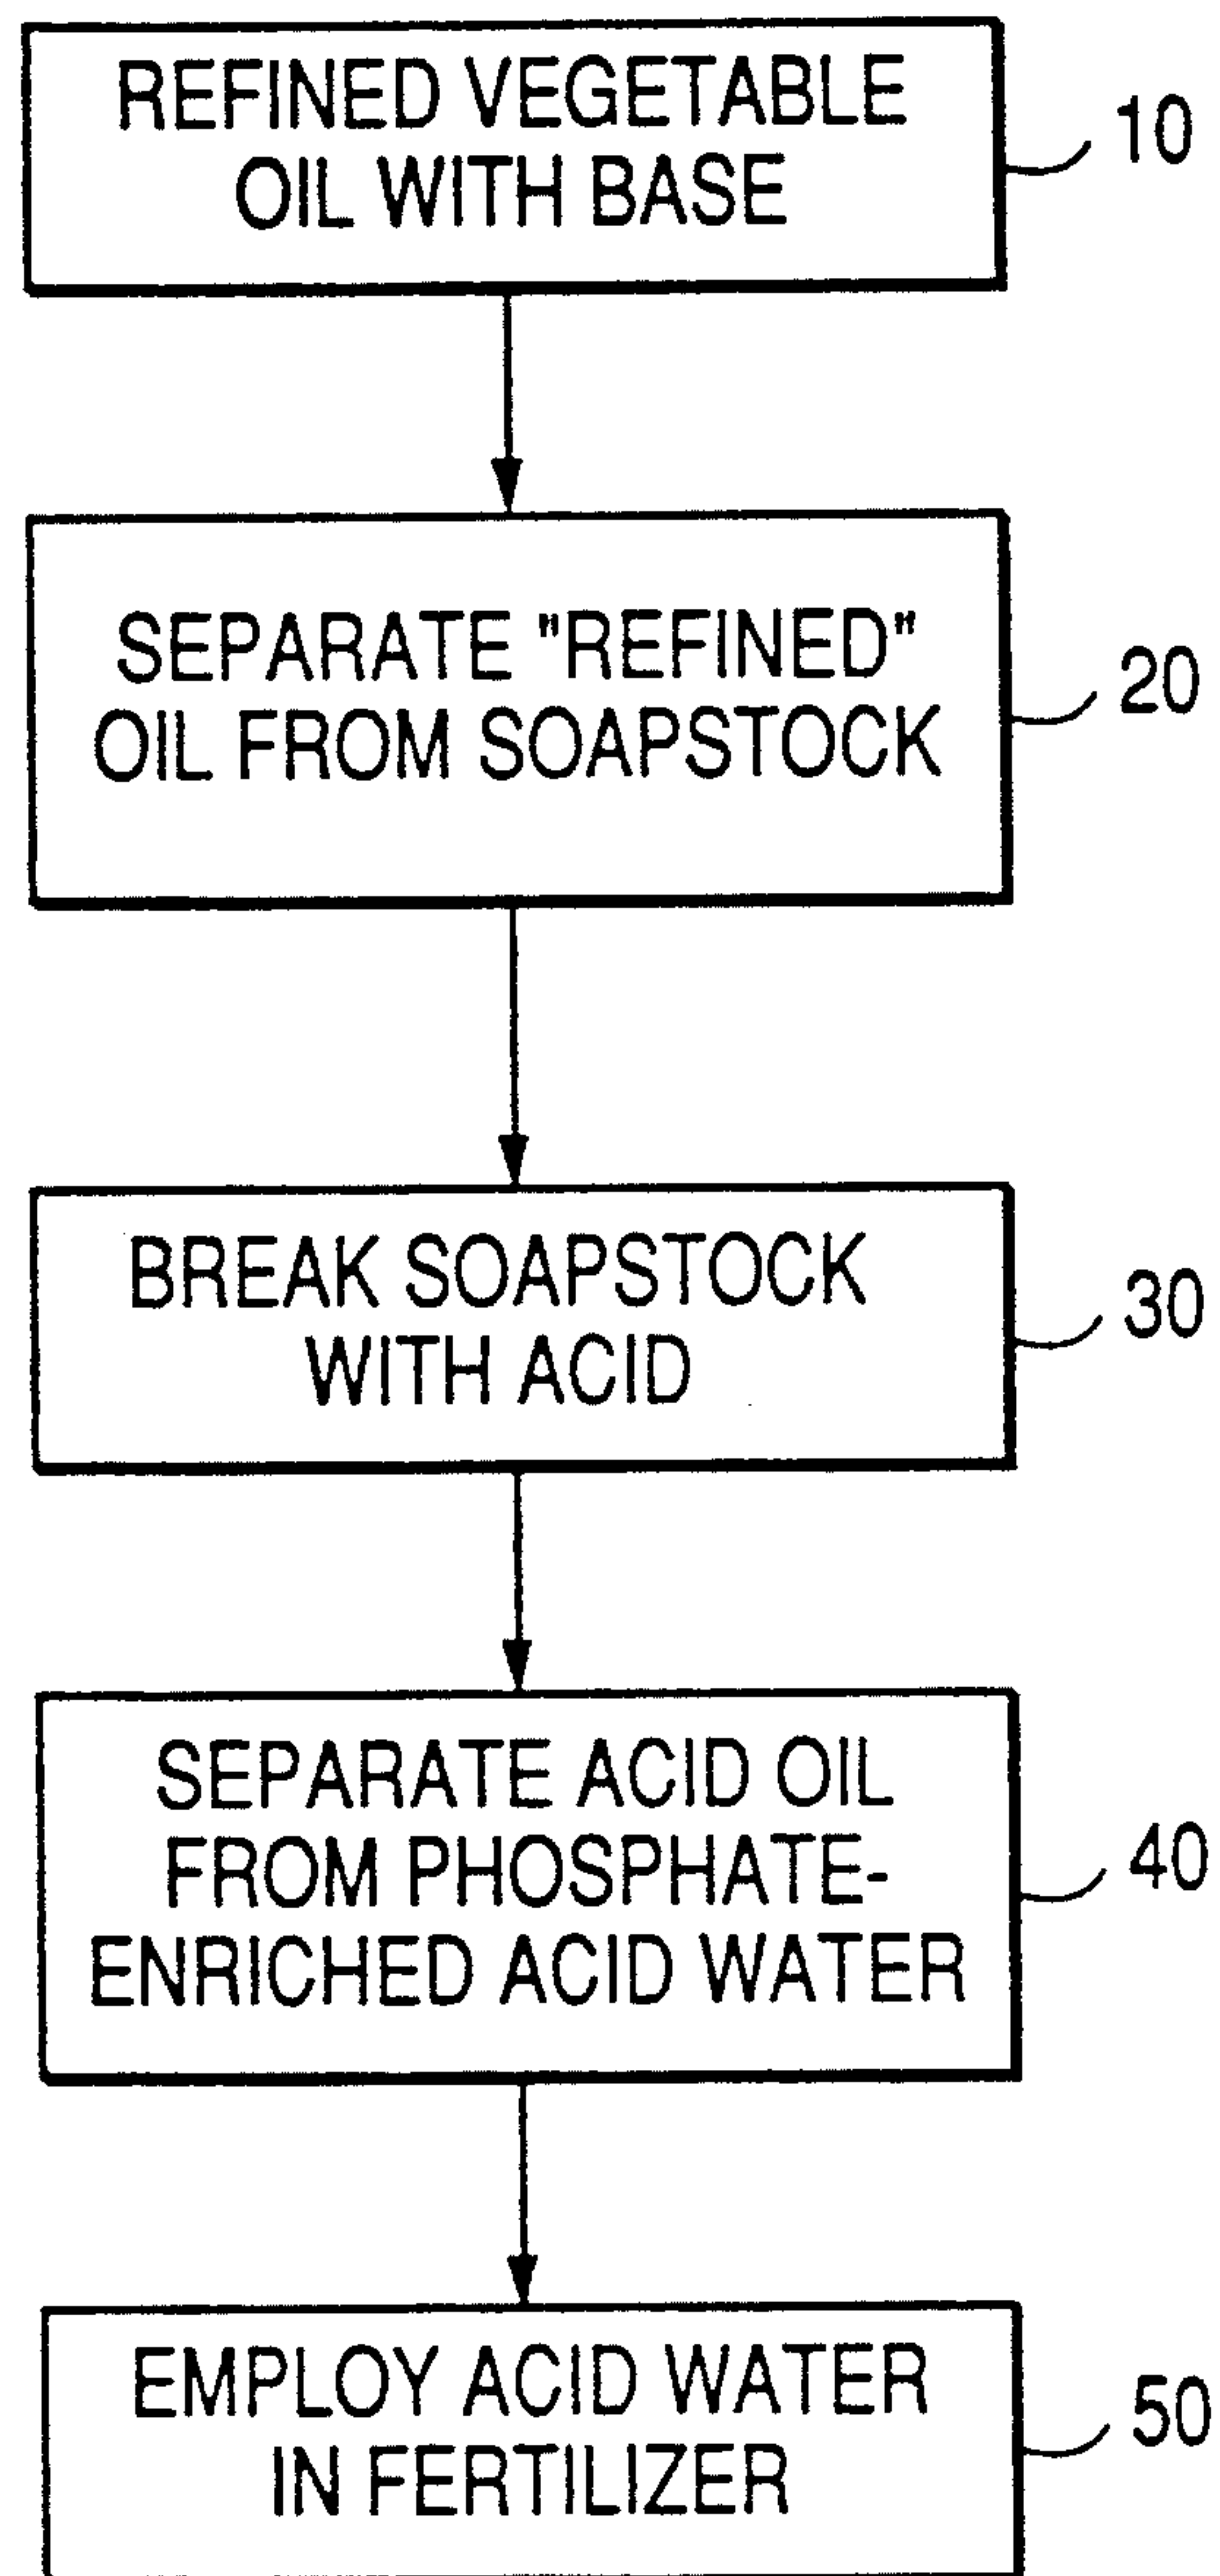 REFINED VEGETABLE
OIL WITH BASE
10
SEPARATE "REFINED"
OIL FROM SOAPSTOCK
20
BREAK SOAPSTOCK
WITH ACID
30
SEPARATE ACID OIL
FROM PHOSPHATE-
ENRICHED ACID WATER
40
EMPLOY ACID WATER
IN FERTILIZER
50